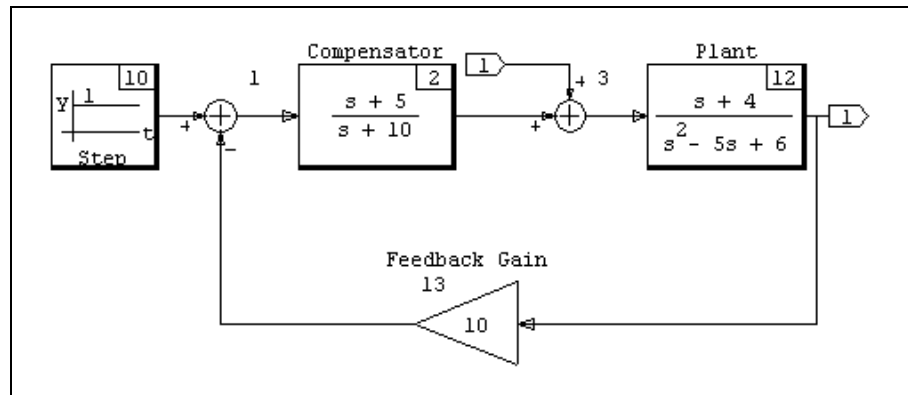 Compensator
Plant
10
1
2
1
+ 3
12
y 1
t
Step
+
−
s + 5
s + 10
+
s + 4
s² - 5s + 6
1
Feedback Gain
13
10